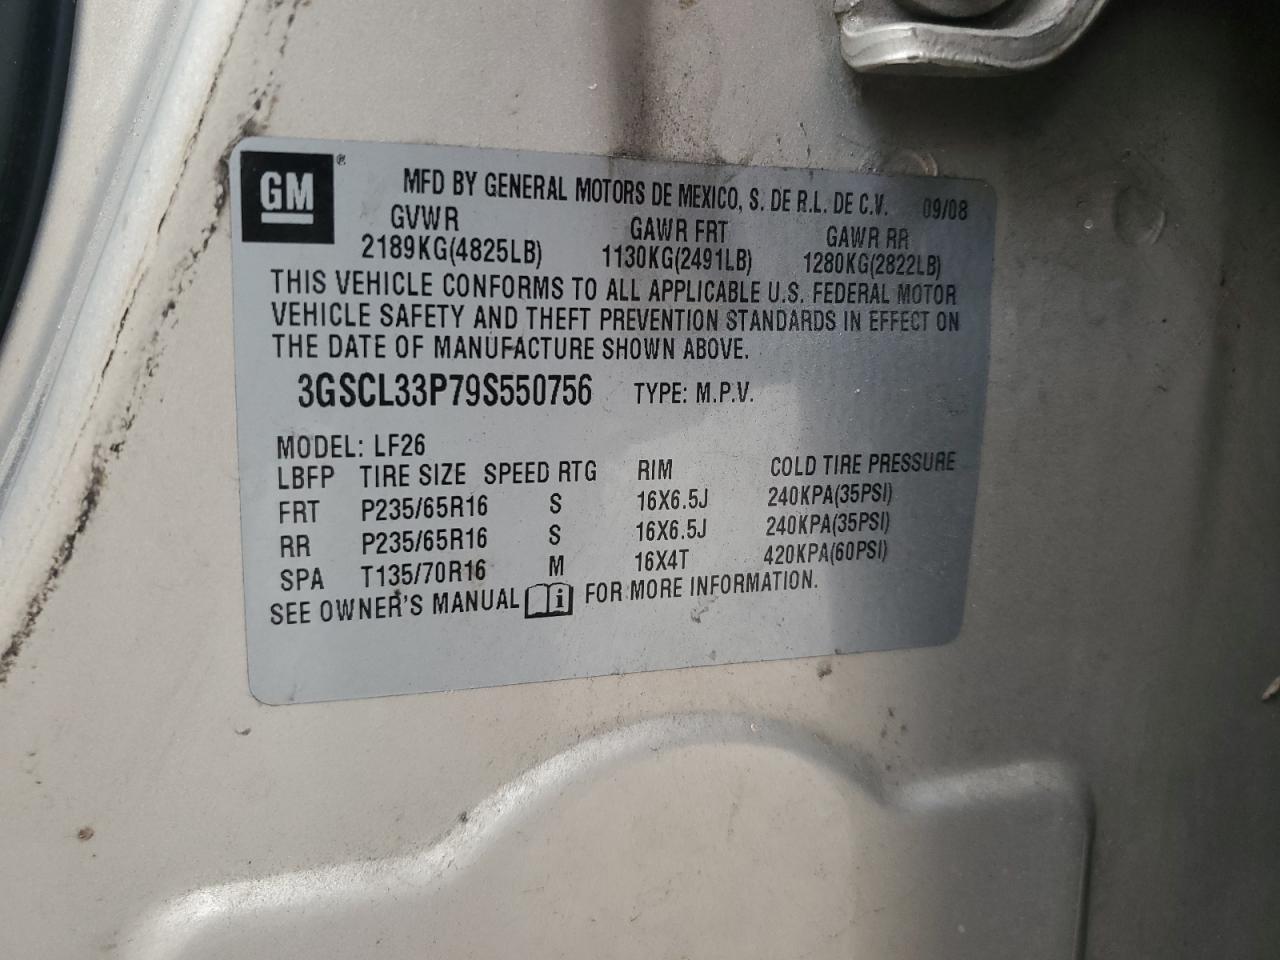 GM ® MFD BY GENERAL MOTORS DE MEXICO, S. DE R.L. DE C.V. 09/08
GVWR GAWR FRT GAWR RR
2189KG(4825LB) 1130KG(2491LB) 1280KG(2822LB)
THIS VEHICLE CONFORMS TO ALL APPLICABLE U.S. FEDERAL MOTOR
VEHICLE SAFETY AND THEFT PREVENTION STANDARDS IN EFFECT ON
THE DATE OF MANUFACTURE SHOWN ABOVE.
3GSCL33P79S550756 TYPE: M.P.V.
MODEL: LF26
LBFP TIRE SIZE SPEED RTG RIM COLD TIRE PRESSURE
FRT P235/65R16 S 16X6.5J 240KPA(35PSI)
RR P235/65R16 S 16X6.5J 240KPA(35PSI)
SPA T135/70R16 M 16X4T 420KPA(60PSI)
SEE OWNER'S MANUAL i FOR MORE INFORMATION.